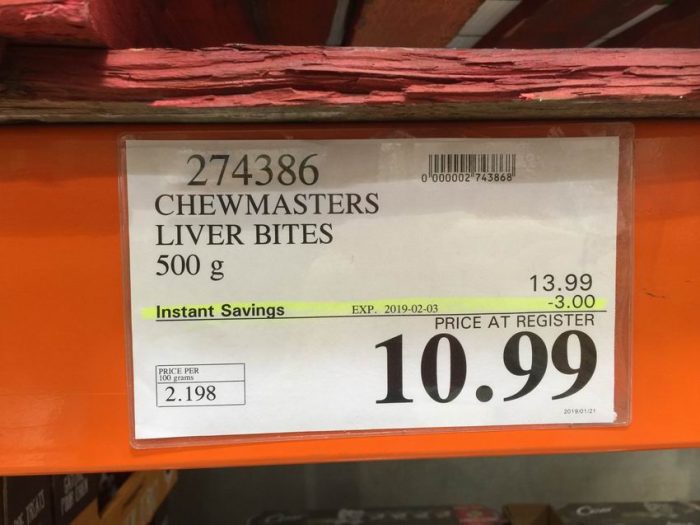 274386
0 000002 743868
CHEWMASTERS
LIVER BITES
500 g
13.99
Instant Savings EXP. 2019-02-03 -3.00
PRICE AT REGISTER
10.99
PRICE PER
100 grams
2.198
2019/01/21